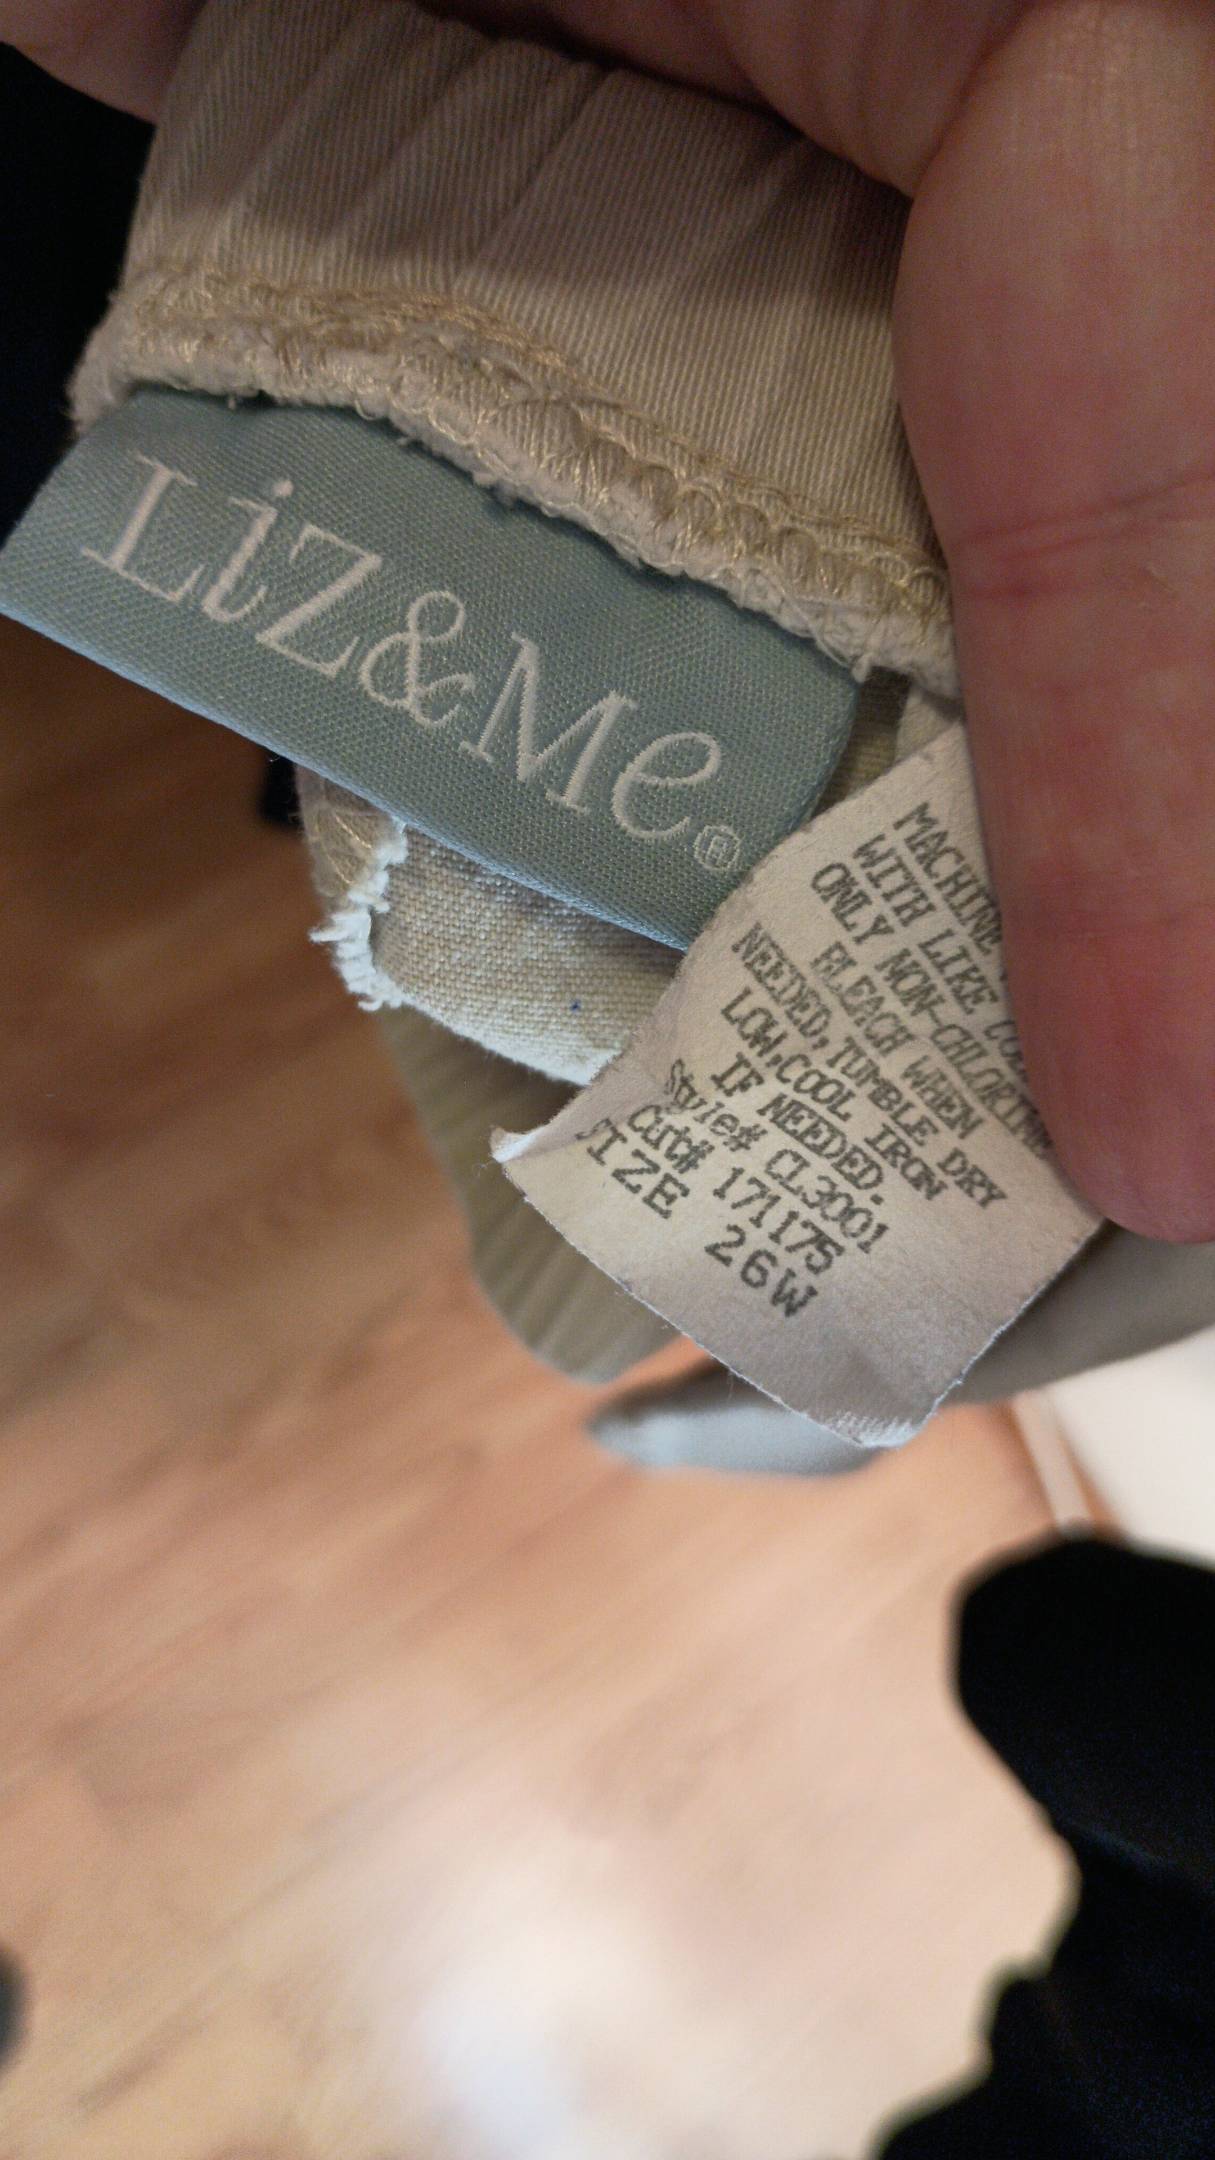 Liz&Me®
MACHINE
WITH LIKE
ONLY NON-CHLORINE
BLEACH WHEN
NEEDED,TUMBLE DRY
LOW,COOL IRON
IF NEEDED.
Style# CL3001
Cut# 171175
SIZE 26W